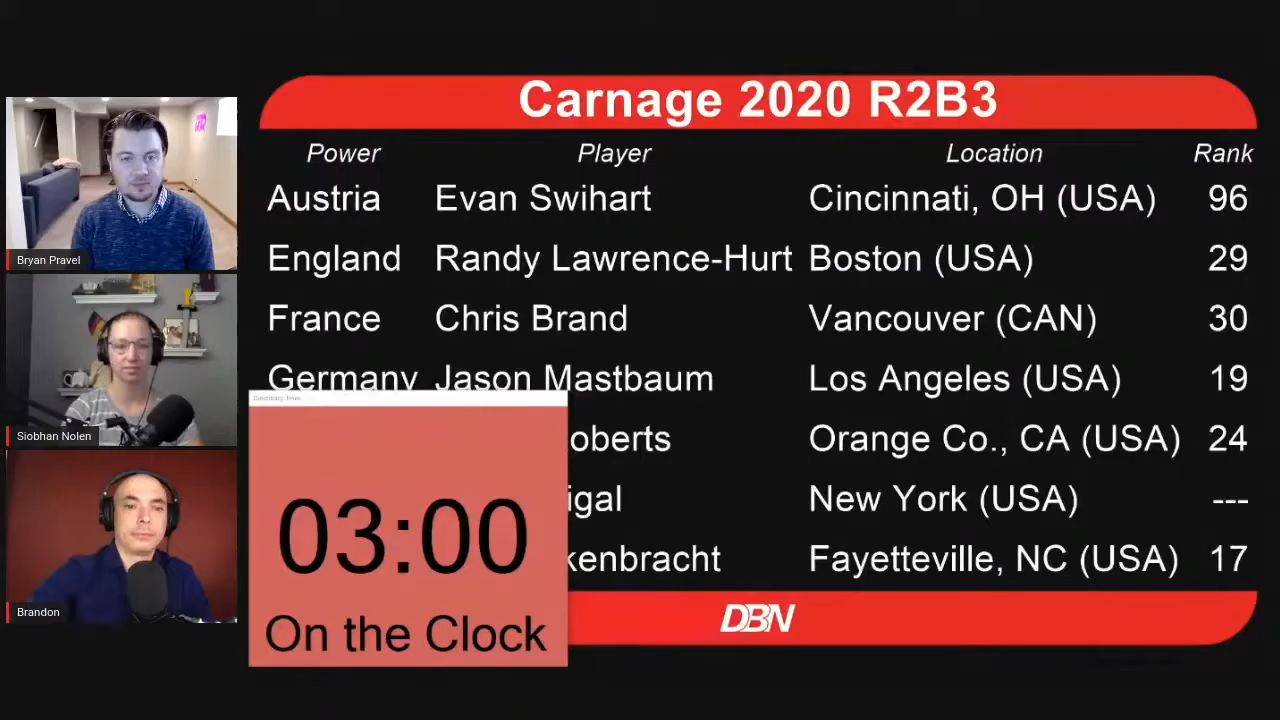 Carnage 2020 R2B3
Power Player Location Rank
Austria Evan Swihart Cincinnati, OH (USA) 96
England Randy Lawrence-Hurt Boston (USA) 29
France Chris Brand Vancouver (CAN) 30
Germany Jason Mastbaum Los Angeles (USA) 19
oberts Orange Co., CA (USA) 24
igal New York (USA) ---
kenbracht Fayetteville, NC (USA) 17
DBN
03:00
On the Clock
Bryan Pravel
Siobhan Nolen
Brandon